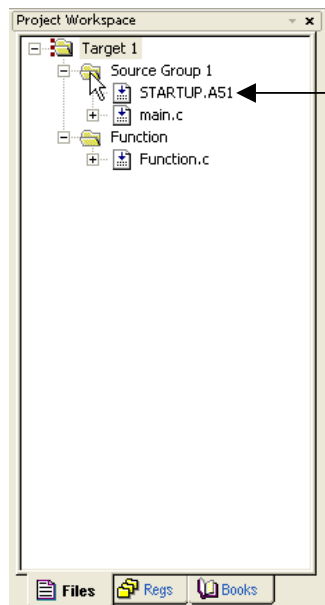 Project Workspace
Target 1
Source Group 1
STARTUP.A51
main.c
Function
Function.c
Files Regs Books